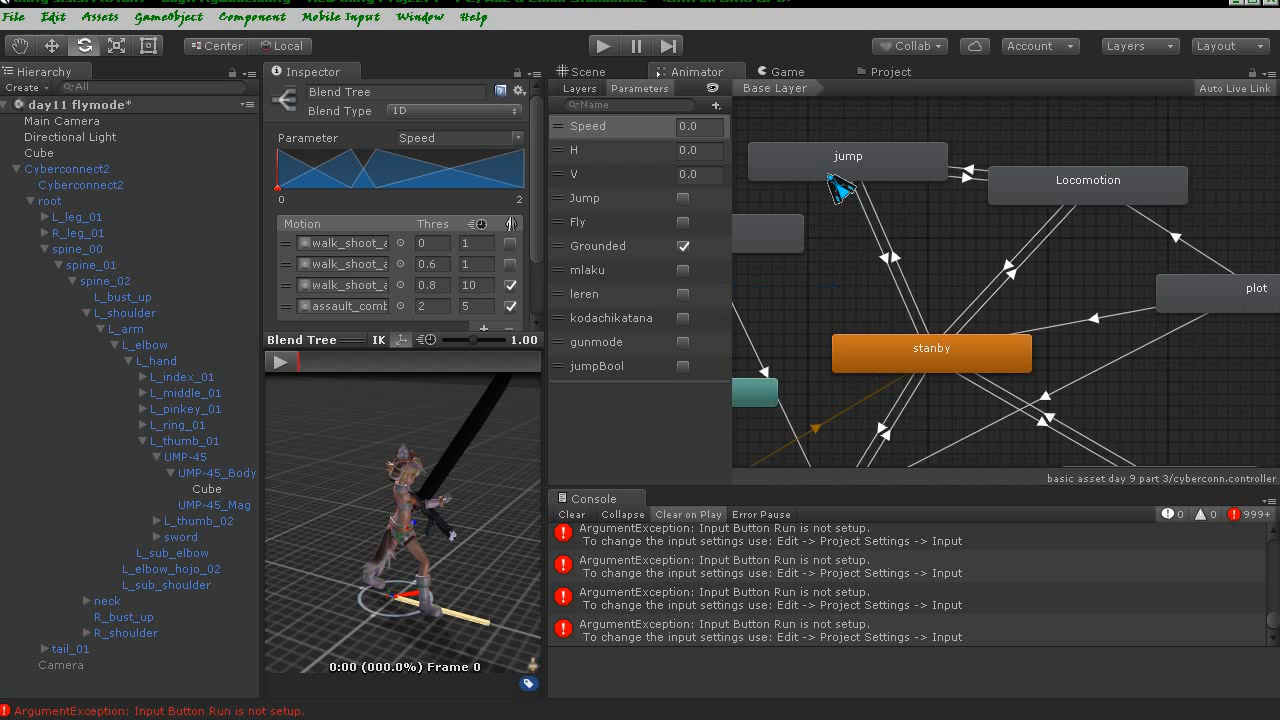 File Edit Assets GameObject Component Mobile Input Window Help
Center Local Collab Account Layers Layout
Hierarchy
Create All
day11 flymode*
Main Camera
Directional Light
Cube
Cyberconnect2
Cyberconnect2
root
L_leg_01
R_leg_01
spine_00
spine_01
spine_02
L_bust_up
L_shoulder
L_arm
L_elbow
L_hand
L_index_01
L_middle_01
L_pinkey_01
L_ring_01
L_thumb_01
UMP-45
UMP-45_Body
Cube
UMP-45_Mag
L_thumb_02
sword
L_sub_elbow
L_elbow_hojo_02
L_sub_shoulder
neck
R_bust_up
R_shoulder
tail_01
Camera
Inspector
Blend Tree
Blend Type 1D
Parameter Speed
0 2
Motion Thres
walk_shoot_a 0 1
walk_shoot_a 0.6 1
walk_shoot_a 0.8 10
assault_comb 2 5
Blend Tree IK 1.00
0:00 (000.0%) Frame 0
Scene Animator Game Project
Layers Parameters Base Layer Auto Live Link
Name
Speed 0.0
H 0.0
V 0.0
Jump
Fly
Grounded
mlaku
leren
kodachikatana
gunmode
jumpBool
jump
Locomotion
plot
stanby
basic asset day 9 part 3/cyberconn.controller
Console
Clear Collapse Clear on Play Error Pause 0 0 999+
ArgumentException: Input Button Run is not setup.
To change the input settings use: Edit -> Project Settings -> Input
ArgumentException: Input Button Run is not setup.
To change the input settings use: Edit -> Project Settings -> Input
ArgumentException: Input Button Run is not setup.
To change the input settings use: Edit -> Project Settings -> Input
ArgumentException: Input Button Run is not setup.
To change the input settings use: Edit -> Project Settings -> Input
ArgumentException: Input Button Run is not setup.